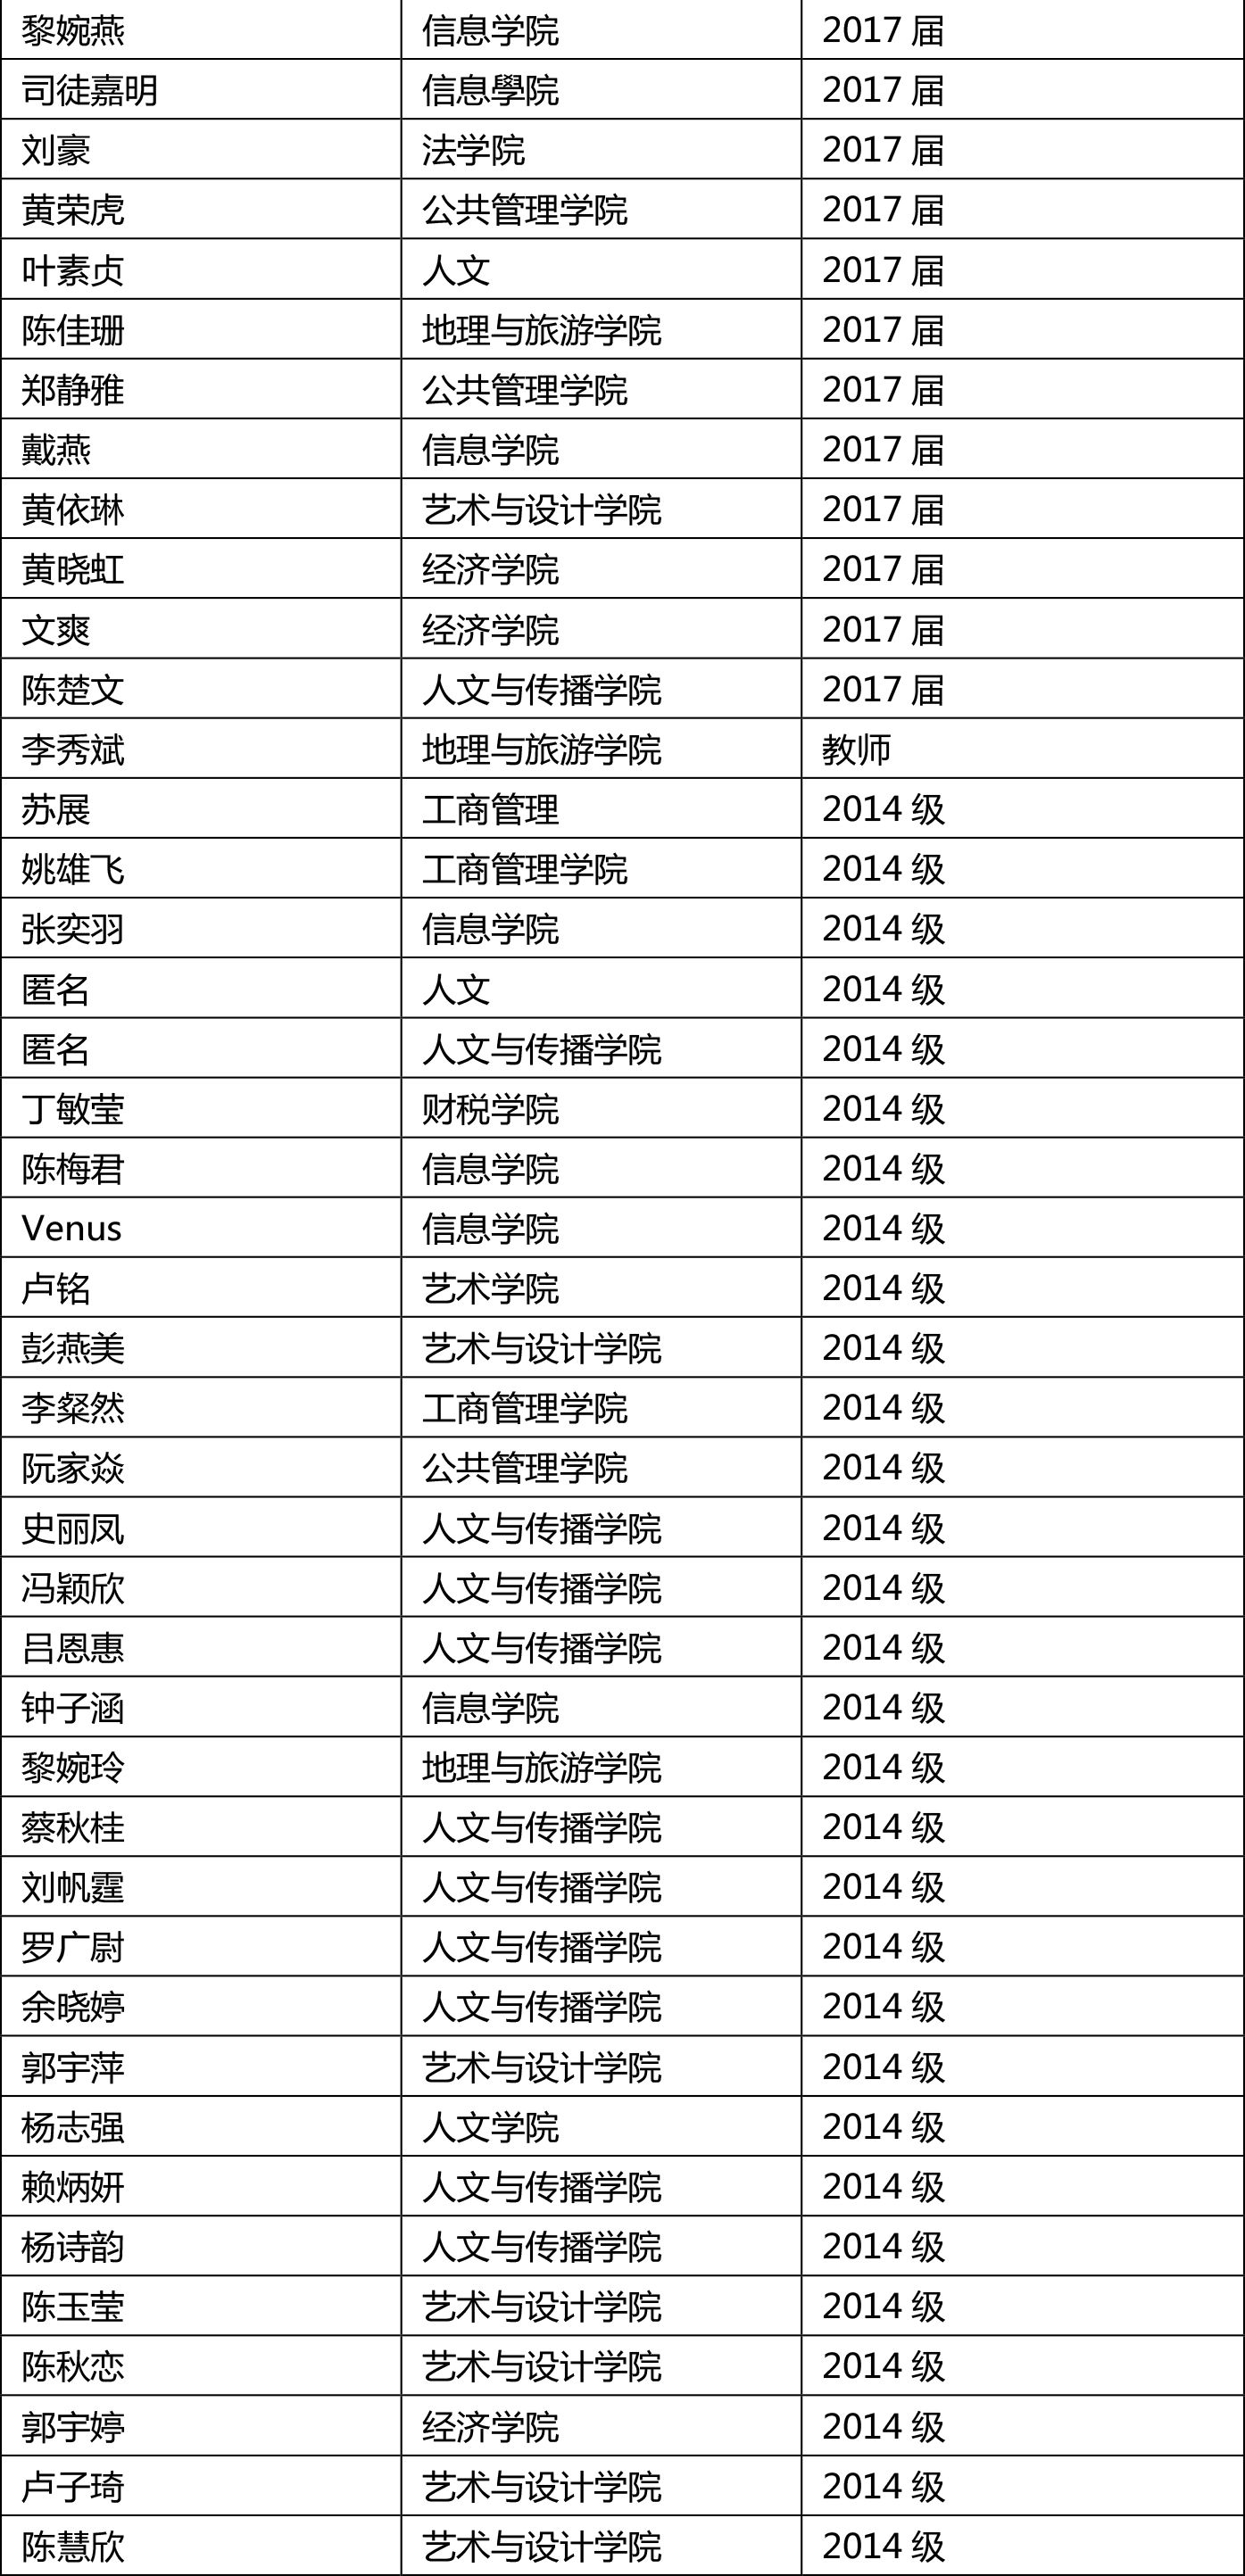 黎婉燕 信息学院 2017 届
司徒嘉明 信息學院 2017 届
刘豪 法学院 2017 届
黄荣虎 公共管理学院 2017 届
叶素贞 人文 2017 届
陈佳珊 地理与旅游学院 2017 届
郑静雅 公共管理学院 2017 届
戴燕 信息学院 2017 届
黄依琳 艺术与设计学院 2017 届
黄晓虹 经济学院 2017 届
文爽 经济学院 2017 届
陈楚文 人文与传播学院 2017 届
李秀斌 地理与旅游学院 教师
苏展 工商管理 2014 级
姚雄飞 工商管理学院 2014 级
张奕羽 信息学院 2014 级
匿名 人文 2014 级
匿名 人文与传播学院 2014 级
丁敏莹 财税学院 2014 级
陈梅君 信息学院 2014 级
Venus 信息学院 2014 级
卢铭 艺术学院 2014 级
彭燕美 艺术与设计学院 2014 级
李粲然 工商管理学院 2014 级
阮家焱 公共管理学院 2014 级
史丽凤 人文与传播学院 2014 级
冯颖欣 人文与传播学院 2014 级
吕恩惠 人文与传播学院 2014 级
钟子涵 信息学院 2014 级
黎婉玲 地理与旅游学院 2014 级
蔡秋桂 人文与传播学院 2014 级
刘帆霆 人文与传播学院 2014 级
罗广尉 人文与传播学院 2014 级
余晓婷 人文与传播学院 2014 级
郭宇萍 艺术与设计学院 2014 级
杨志强 人文学院 2014 级
赖炳妍 人文与传播学院 2014 级
杨诗韵 人文与传播学院 2014 级
陈玉莹 艺术与设计学院 2014 级
陈秋恋 艺术与设计学院 2014 级
郭宇婷 经济学院 2014 级
卢子琦 艺术与设计学院 2014 级
陈慧欣 艺术与设计学院 2014 级